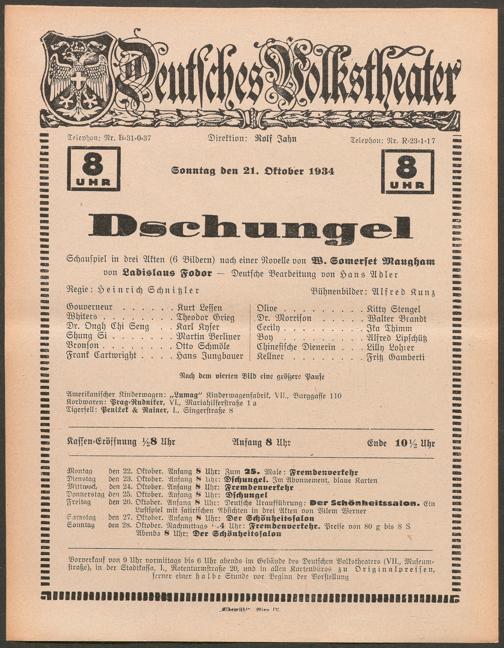 Deutsches Volkstheater
Telephon: Nr. B-31-0-37 Direktion: Rolf Jahn Telephon: Nr. R-23-1-17
8 UHR Sonntag den 21. Oktober 1934 8 UHR
Dschungel
Schauspiel in drei Akten (6 Bildern) nach einer Novelle von W. Somerset Maugham
von Ladislaus Fodor — Deutsche Bearbeitung von Hans Adler
Regie: Heinrich Schnitzler Bühnenbilder: Alfred Kunz
Gouverneur . . . . . . Kurt Lessen
Whiters . . . . . . . Theodor Grieg
Dr. Ongh Chi Seng . . . Karl Kyser
Shung Si . . . . . . . Martin Berliner
Bronson . . . . . . . Otto Schmöle
Frank Cartwright . . . . Hans Jungbauer
Olive . . . . . . . . Kitty Stengel
Dr. Morrison . . . . . Walter Brandt
Cecily . . . . . . . . Ika Thimm
Boy . . . . . . . . . Alfred Lipschütz
Chinesische Dienerin . . . Lilly Lohrer
Kellner . . . . . . . Fritz Gamberti
Nach dem vierten Bild eine größere Pause
Amerikanischer Kinderwagen: „Lumag“ Kinderwagenfabrik, VII., Burggasse 110
Korbwaren: Prag-Rudniker, VI., Mariahilferstraße 1 a
Tigerfell: Penižek & Rainer, I., Singerstraße 8
Kassen-Eröffnung ½8 Uhr Anfang 8 Uhr Ende 10½ Uhr
Montag den 22. Oktober. Anfang 8 Uhr: Zum 25. Male: Fremdenverkehr
Dienstag den 23. Oktober. Anfang 8 Uhr: Dschungel. Im Abonnement, blaue Karten
Mittwoch den 24. Oktober. Anfang 8 Uhr: Fremdenverkehr
Donnerstag den 25. Oktober. Anfang 8 Uhr: Dschungel
Freitag den 26. Oktober. Anfang 8 Uhr: Deutsche Uraufführung: Der Schönheitssalon. Ein
Lustspiel mit satirischen Absichten in drei Akten von Vilem Werner
Samstag den 27. Oktober. Anfang 8 Uhr: Der Schönheitssalon
Sonntag den 28. Oktober. Nachmittags Uhr: Fremdenverkehr. Preise von 80 g bis 8 S
Abends 8 Uhr: Der Schönheitssalon
Vorverkauf von 9 Uhr vormittags bis 6 Uhr abends im Gebäude des Deutschen Volkstheaters (VII., Museum-
straße), in der Stadtkassa, I., Rotenturmstraße 20, und in allen Kartenbüros zu Originalpreisen,
ferner eine halbe Stunde vor Beginn der Vorstellung
Wien IV.